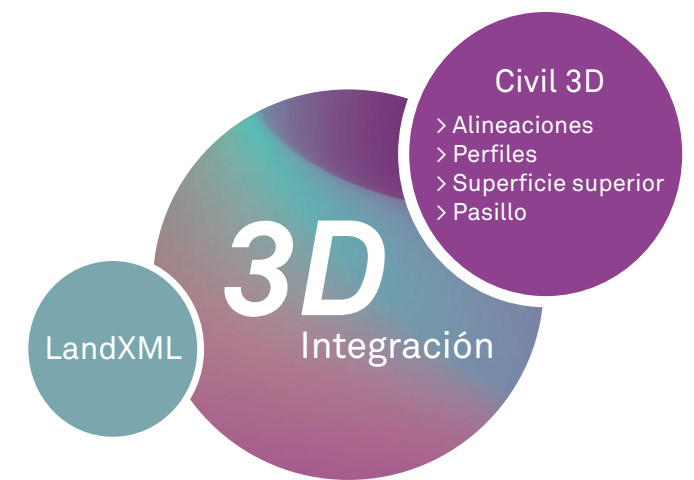 Civil 3D
> Alineaciones
> Perfiles
> Superficie superior
> Pasillo
3D
Integración
LandXML